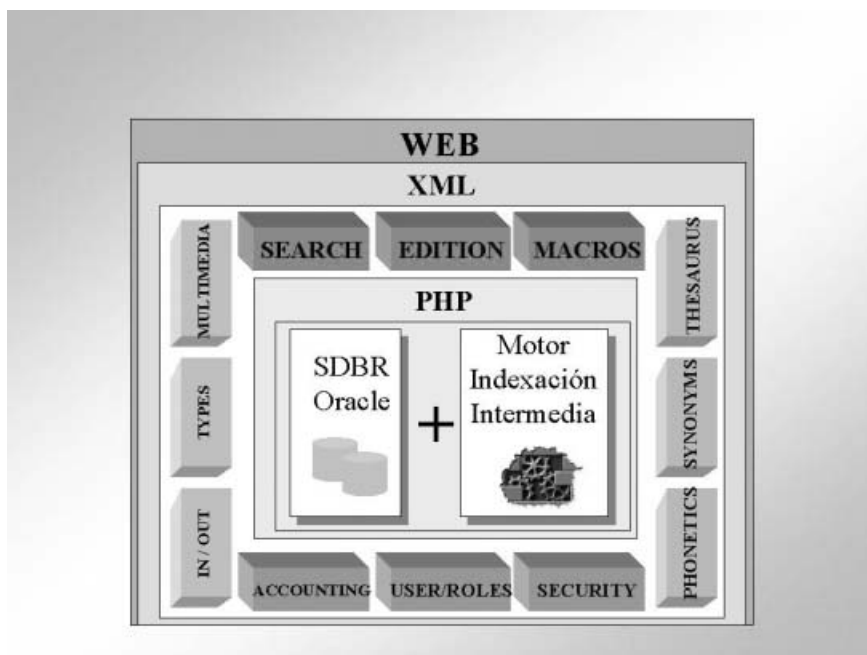 WEB
XML
MULTIMEDIA
SEARCH
EDITION
MACROS
THESAURUS
PHP
SDBR
Oracle
+
Motor
Indexación
Intermedia
TYPES
SYNONYMS
IN / OUT
PHONETICS
ACCOUNTING
USER/ROLES
SECURITY